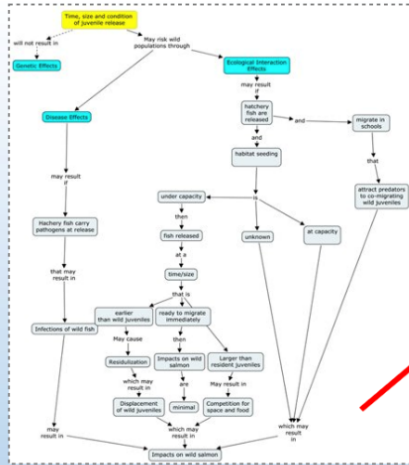 Time, size and condition
of juvenile release
will not result in
May risk wild
populations through
Genetic Effects
Ecological Interaction
Effects
may result
if
hatchery
fish are
released
and
migrate in
schools
Disease Effects
and
habitat seeding
that
may result
if
under capacity
is
attract predators
to co-migrating
wild juveniles
then
Hachery fish carry
pathogens at release
fish released
unknown
at capacity
at a
that may
result in
time/size
that is
earlier
than wild juveniles
ready to migrate
immediately
Infections of wild fish
May cause
then
Larger than
resident juveniles
Residulisation
Impacts on wild
salmon
which may
result in
are
May result in
Displacement
of wild juveniles
minimal
Competition for
space and food
may
result in
which may
result in
which may
result in
Impacts on wild salmon